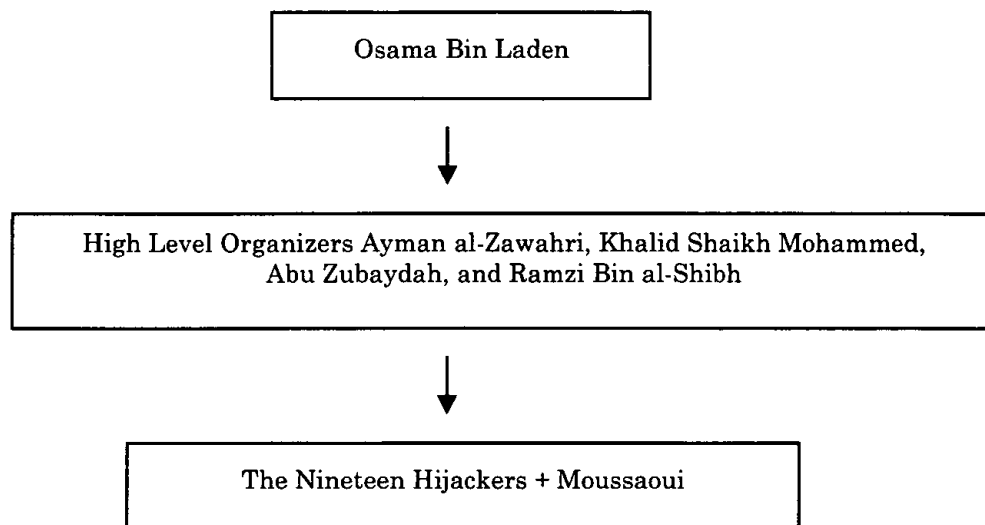 Osama Bin Laden
High Level Organizers Ayman al-Zawahri, Khalid Shaikh Mohammed,
Abu Zubaydah, and Ramzi Bin al-Shibh
The Nineteen Hijackers + Moussaoui